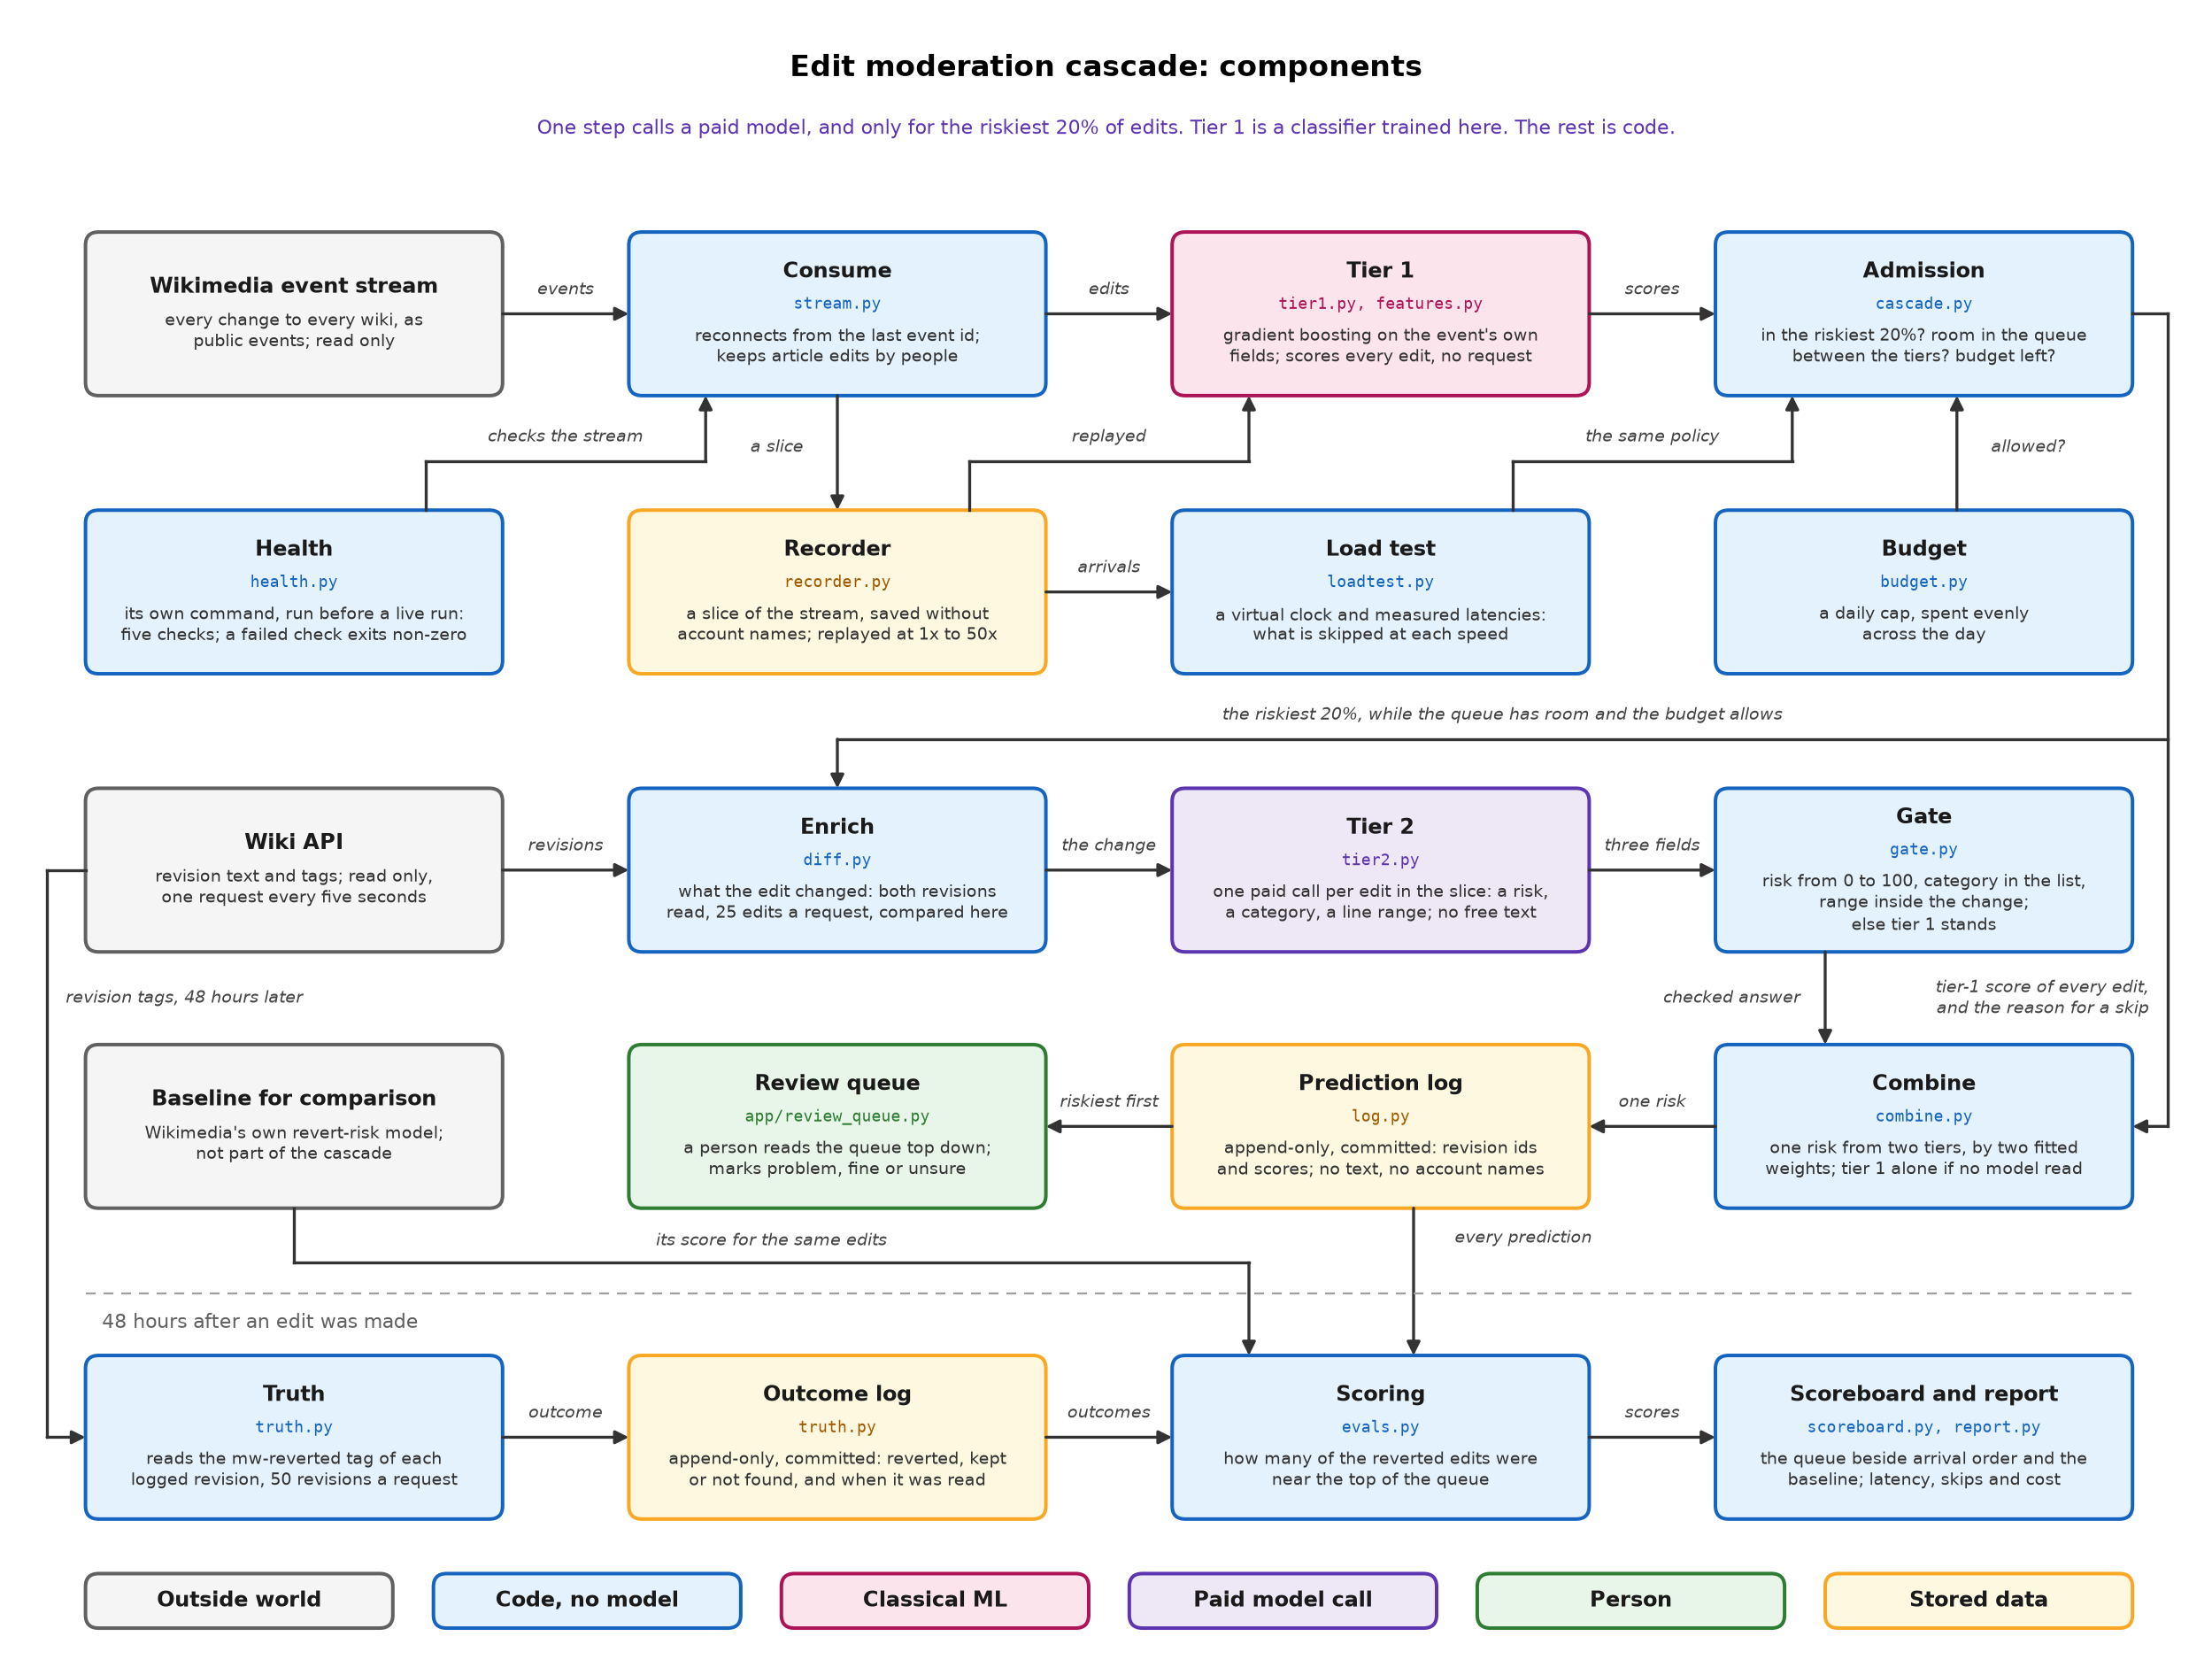 Edit moderation cascade: components
One step calls a paid model, and only for the riskiest 20% of edits. Tier 1 is a classifier trained here. The rest is code.
Wikimedia event stream
every change to every wiki, as
public events; read only
events
Consume
stream.py
reconnects from the last event id;
keeps article edits by people
edits
Tier 1
tier1.py, features.py
gradient boosting on the event's own
fields; scores every edit, no request
scores
Admission
cascade.py
in the riskiest 20%? room in the queue
between the tiers? budget left?
checks the stream
a slice
replayed
the same policy
allowed?
Health
health.py
its own command, run before a live run:
five checks; a failed check exits non-zero
Recorder
recorder.py
a slice of the stream, saved without
account names; replayed at 1x to 50x
arrivals
Load test
loadtest.py
a virtual clock and measured latencies:
what is skipped at each speed
Budget
budget.py
a daily cap, spent evenly
across the day
the riskiest 20%, while the queue has room and the budget allows
Wiki API
revision text and tags; read only,
one request every five seconds
revisions
Enrich
diff.py
what the edit changed: both revisions
read, 25 edits a request, compared here
the change
Tier 2
tier2.py
one paid call per edit in the slice: a risk,
a category, a line range; no free text
three fields
Gate
gate.py
risk from 0 to 100, category in the list,
range inside the change;
else tier 1 stands
revision tags, 48 hours later
checked answer
tier-1 score of every edit,
and the reason for a skip
Baseline for comparison
Wikimedia's own revert-risk model;
not part of the cascade
Review queue
app/review_queue.py
a person reads the queue top down;
marks problem, fine or unsure
riskiest first
Prediction log
log.py
append-only, committed: revision ids
and scores; no text, no account names
one risk
Combine
combine.py
one risk from two tiers, by two fitted
weights; tier 1 alone if no model read
its score for the same edits
every prediction
48 hours after an edit was made
Truth
truth.py
reads the mw-reverted tag of each
logged revision, 50 revisions a request
outcome
Outcome log
truth.py
append-only, committed: reverted, kept
or not found, and when it was read
outcomes
Scoring
evals.py
how many of the reverted edits were
near the top of the queue
scores
Scoreboard and report
scoreboard.py, report.py
the queue beside arrival order and the
baseline; latency, skips and cost
Outside world
Code, no model
Classical ML
Paid model call
Person
Stored data